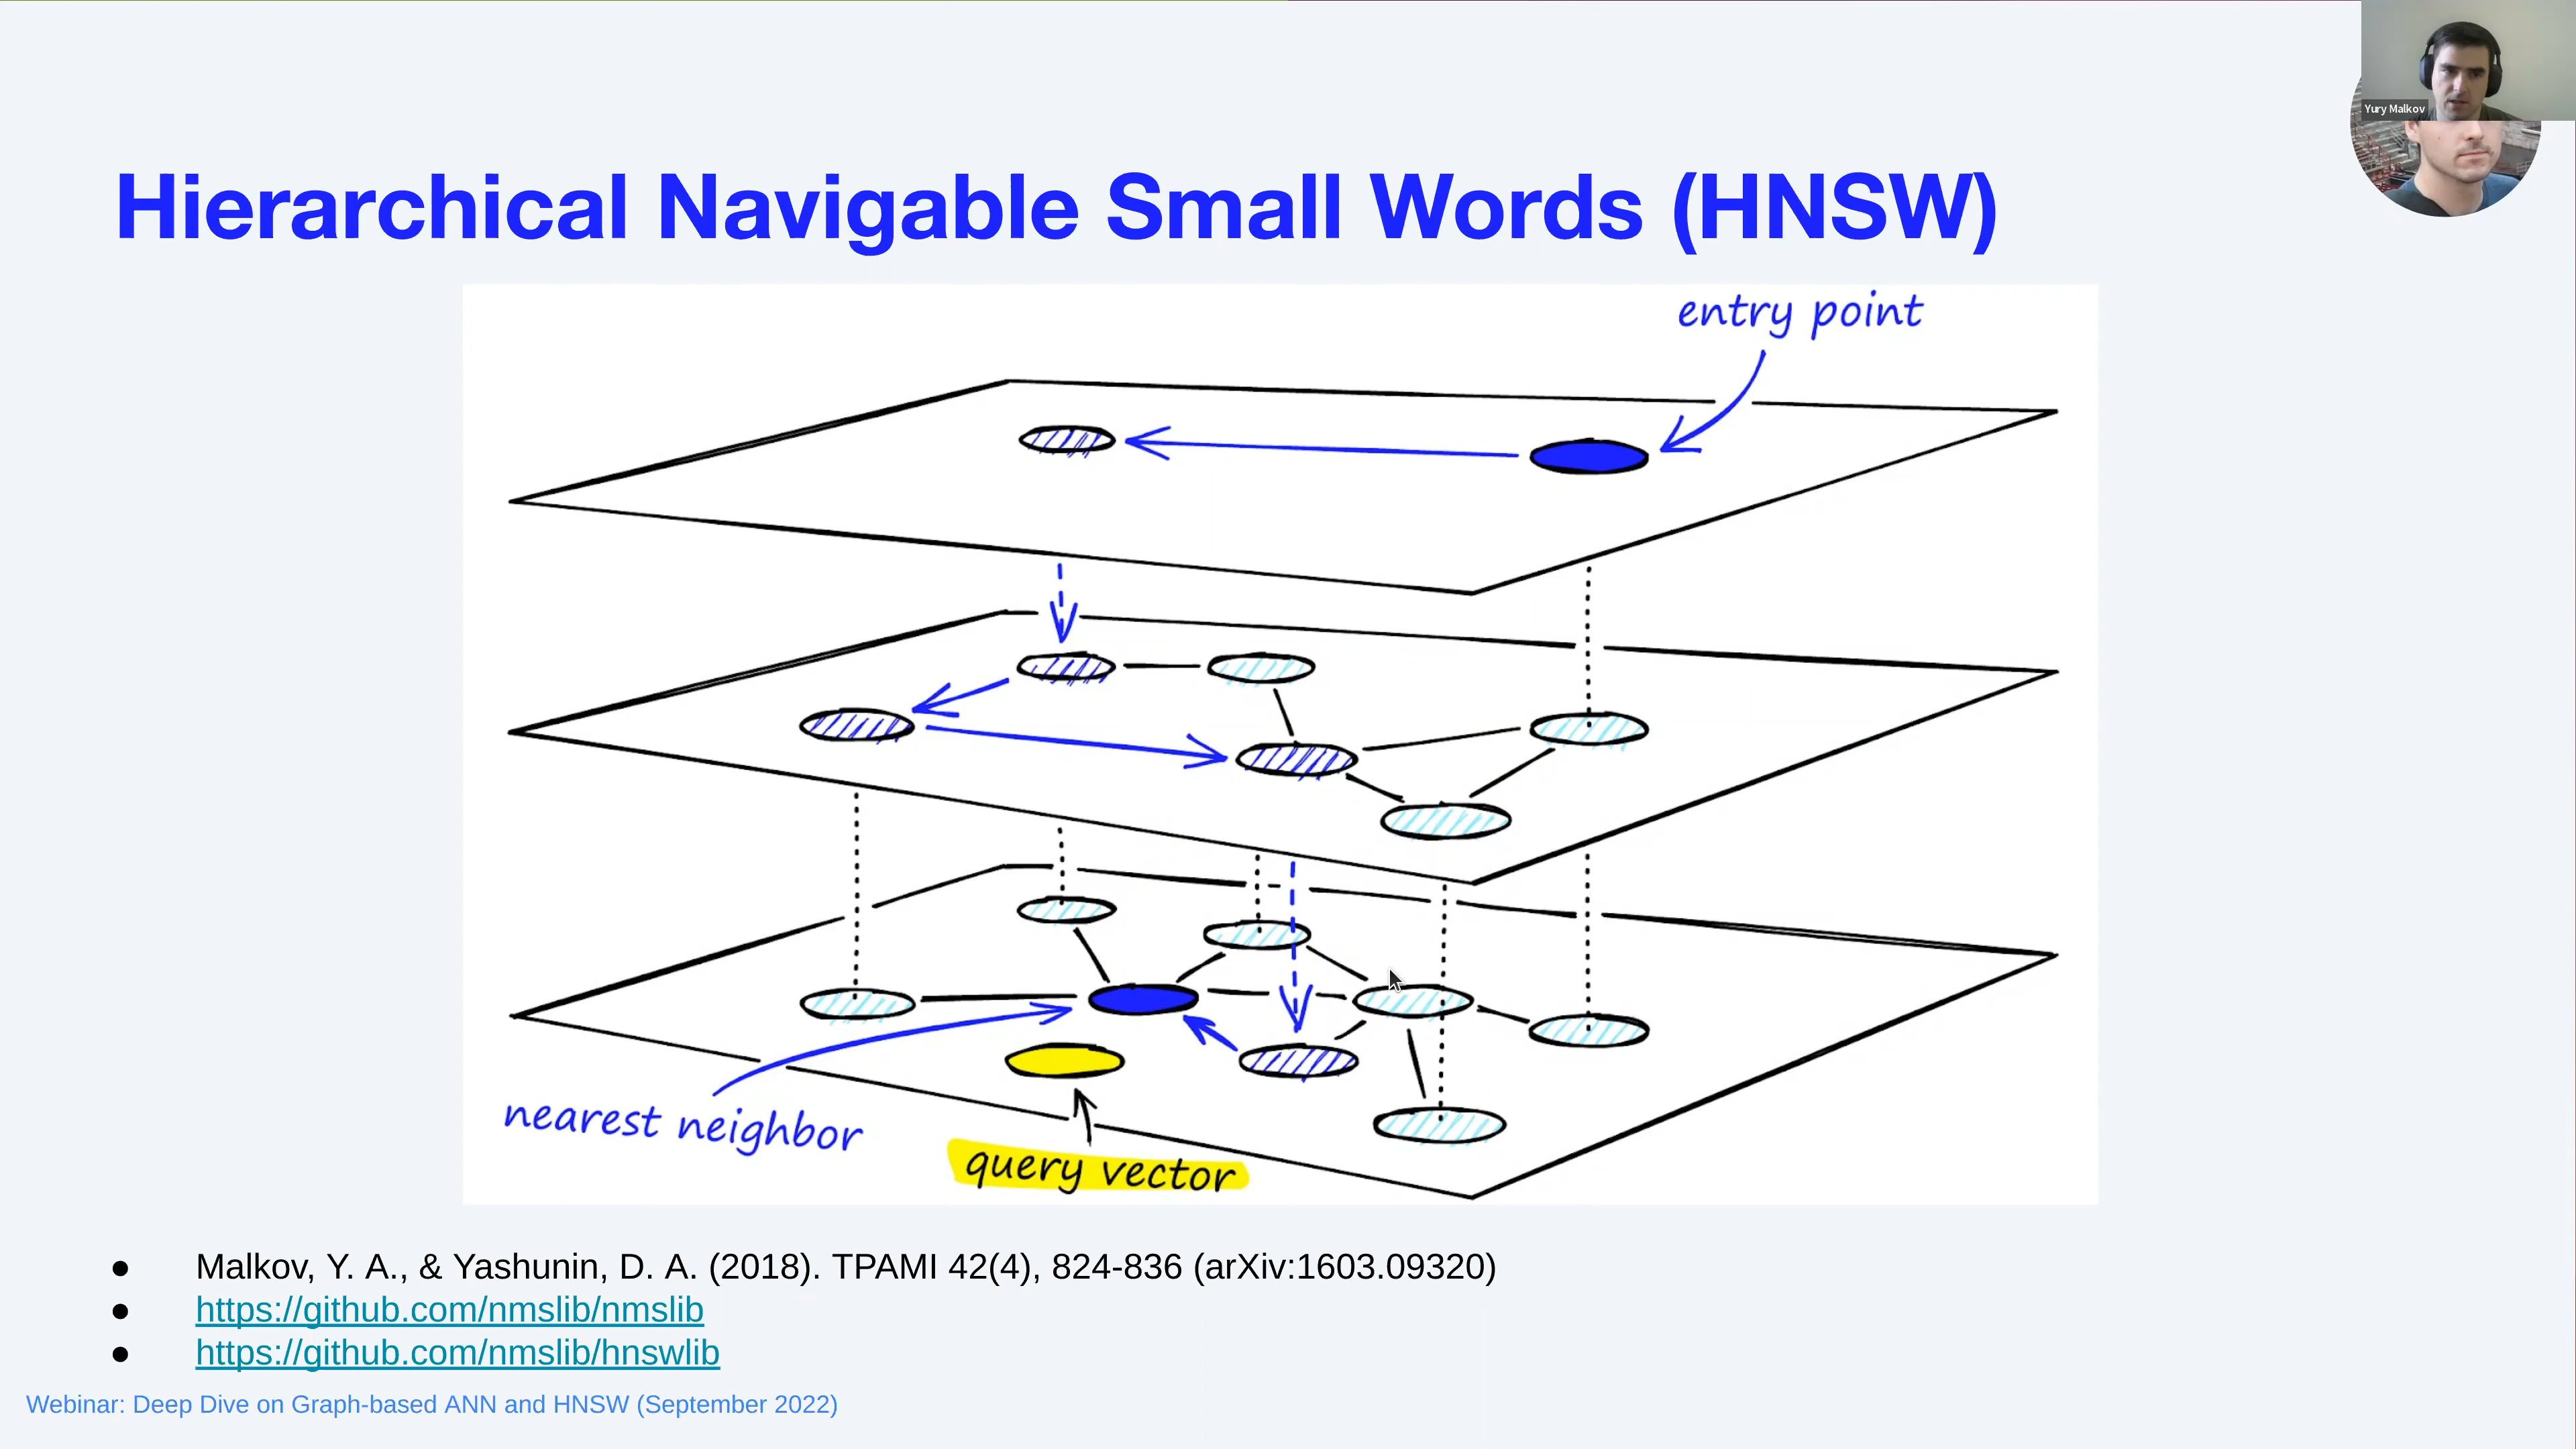 Yury Malkov
Hierarchical Navigable Small Words (HNSW)
entry point
nearest neighbor
query vector
● Malkov, Y. A., & Yashunin, D. A. (2018). TPAMI 42(4), 824-836 (arXiv:1603.09320)
● https://github.com/nmslib/nmslib
● https://github.com/nmslib/hnswlib
Webinar: Deep Dive on Graph-based ANN and HNSW (September 2022)